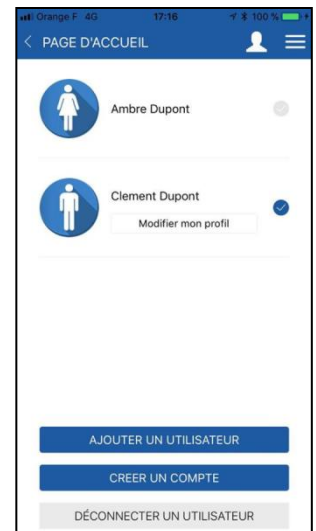 Orange F 4G 17:16 100 %
PAGE D'ACCUEIL
Ambre Dupont
Clement Dupont
Modifier mon profil
AJOUTER UN UTILISATEUR
CREER UN COMPTE
DÉCONNECTER UN UTILISATEUR